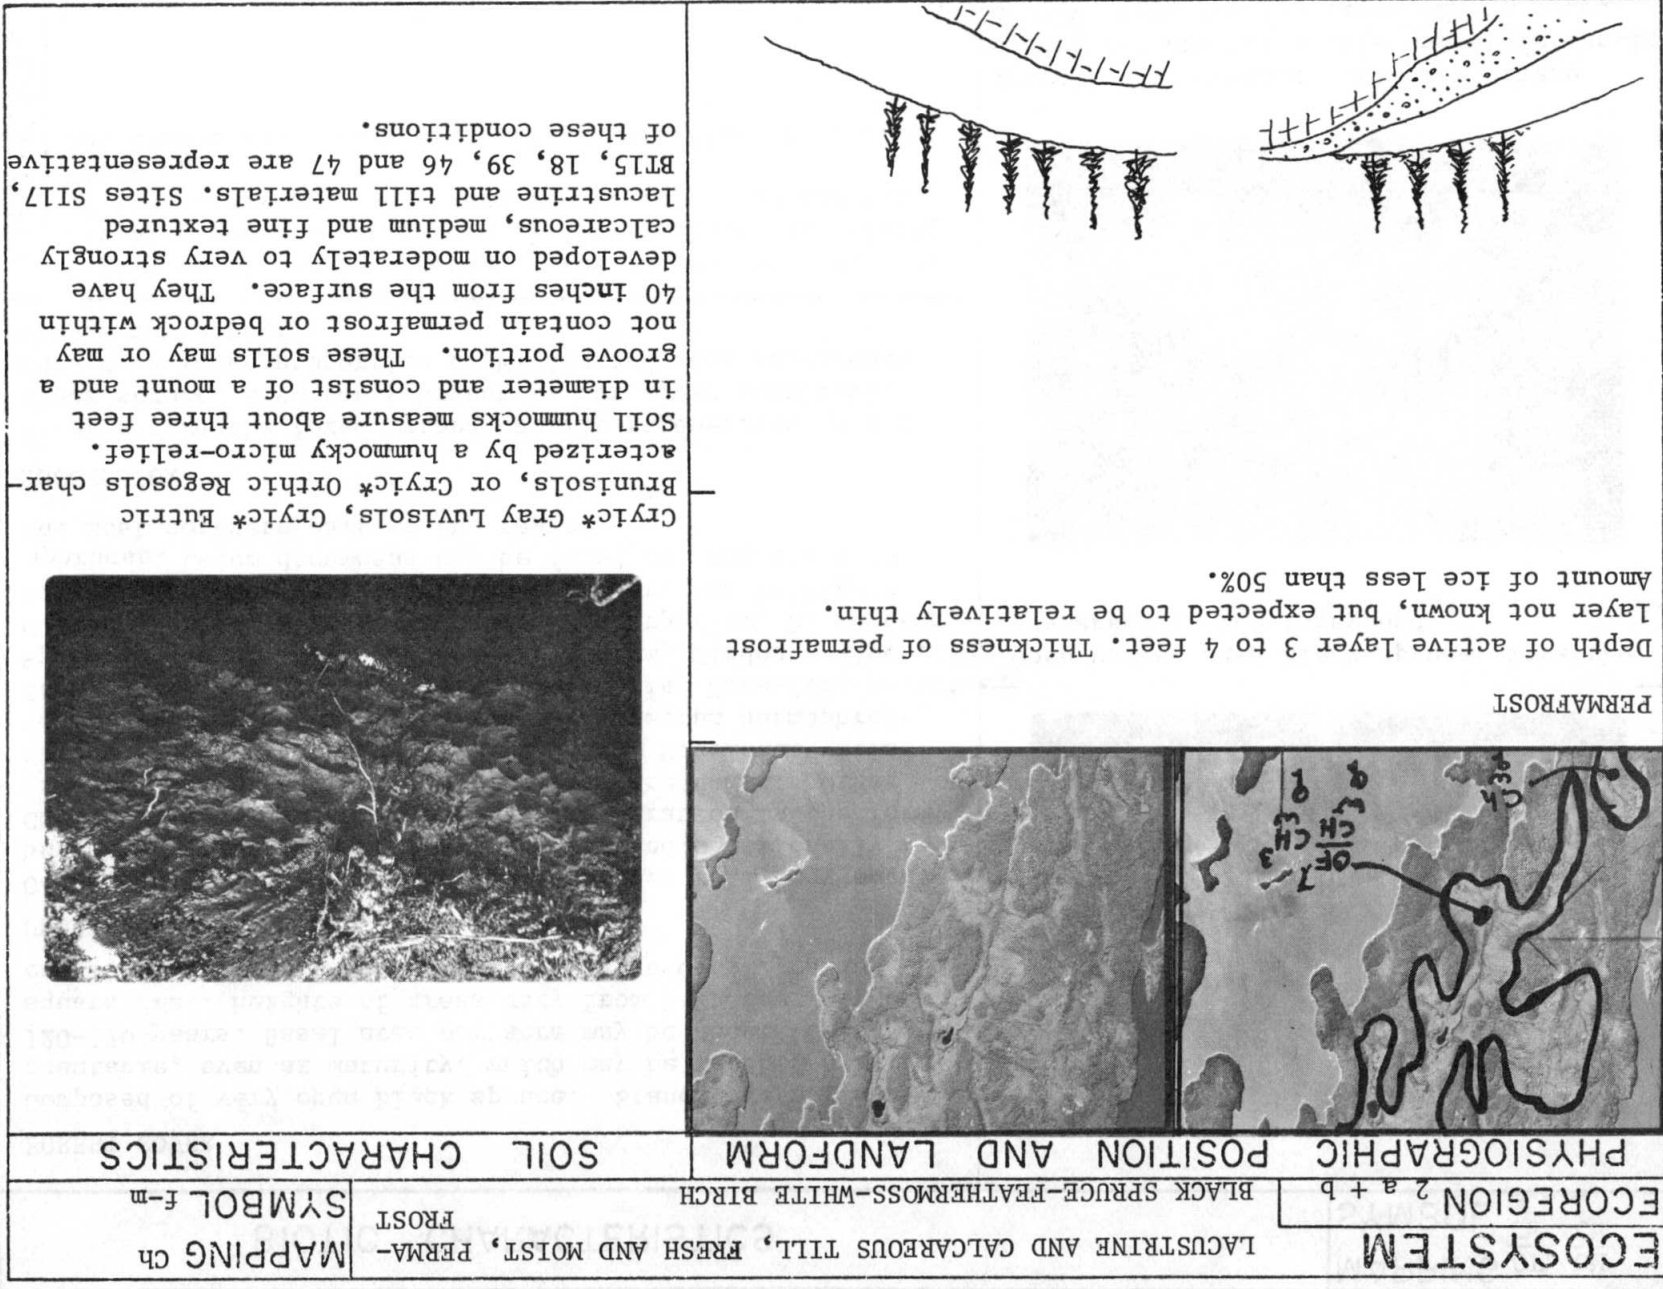 ECOSYSTEM
LACUSTRINE AND CALCAREOUS TILL, FRESH AND MOIST, PERMA-
FROST
MAPPING Ch
SYMBOL f-m
ECOREGION 2 a + b
BLACK SPRUCE-FEATHERMOSS-WHITE BIRCH
PHYSIOGRAPHIC POSITION AND LANDFORM
SOIL CHARACTERISTICS
7
OF
CH 3
CH
PERMAFROST
Depth of active layer 3 to 4 feet. Thickness of permafrost
layer not known, but expected to be relatively thin.
Amount of ice less than 50%.
Cryic* Gray Luvisols, Cryic* Eutric
Brunisols, or Cryic* Orthic Regosols char-
acterized by a hummocky micro-relief.
Soil hummocks measure about three feet
in diameter and consist of a mount and a
groove portion. These soils may or may
not contain permafrost or bedrock within
40 inches from the surface. They have
developed on moderately to very strongly
calcareous, medium and fine textured
lacustrine and till materials. Sites SI17,
BT15, 18, 39, 46 and 47 are representative
of these conditions.